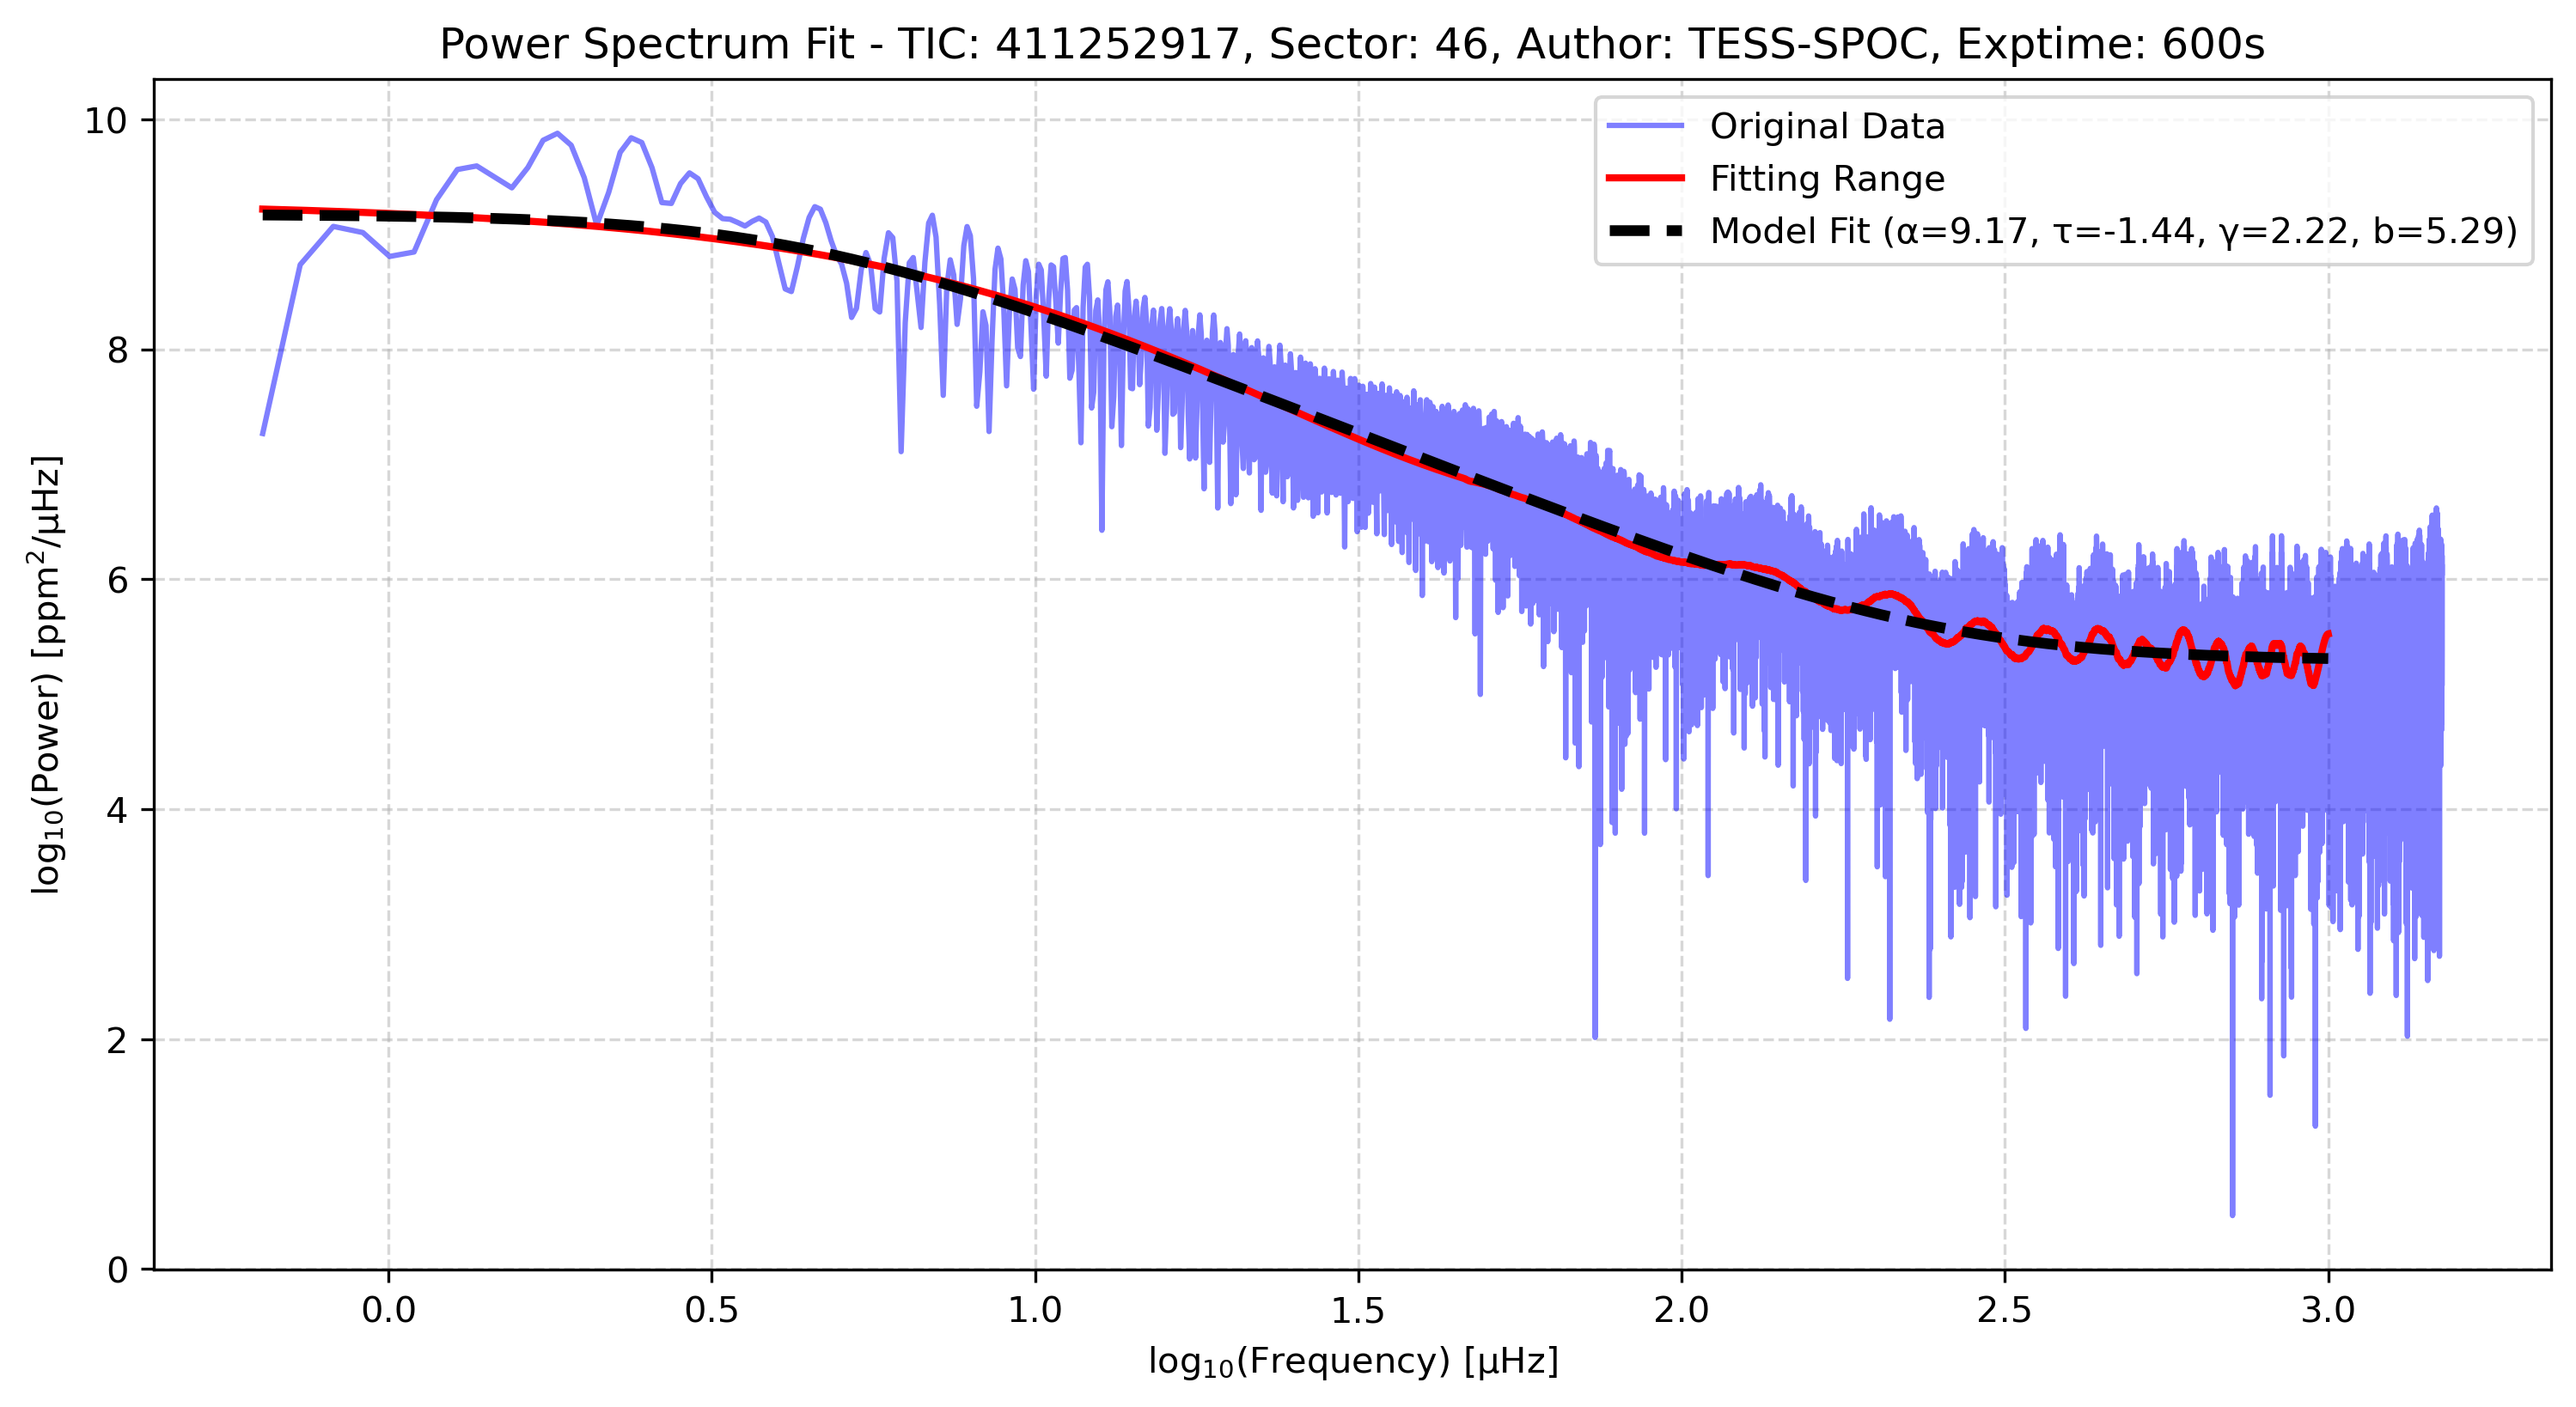 Power Spectrum Fit - TIC: 411252917, Sector: 46, Author: TESS-SPOC, Exptime: 600s
Original Data
Fitting Range
Model Fit (α=9.17, τ=-1.44, γ=2.22, b=5.29)
log₁₀(Power) [ppm²/μHz]
10
8
6
4
2
0
0.0 0.5 1.0 1.5 2.0 2.5 3.0
log₁₀(Frequency) [μHz]